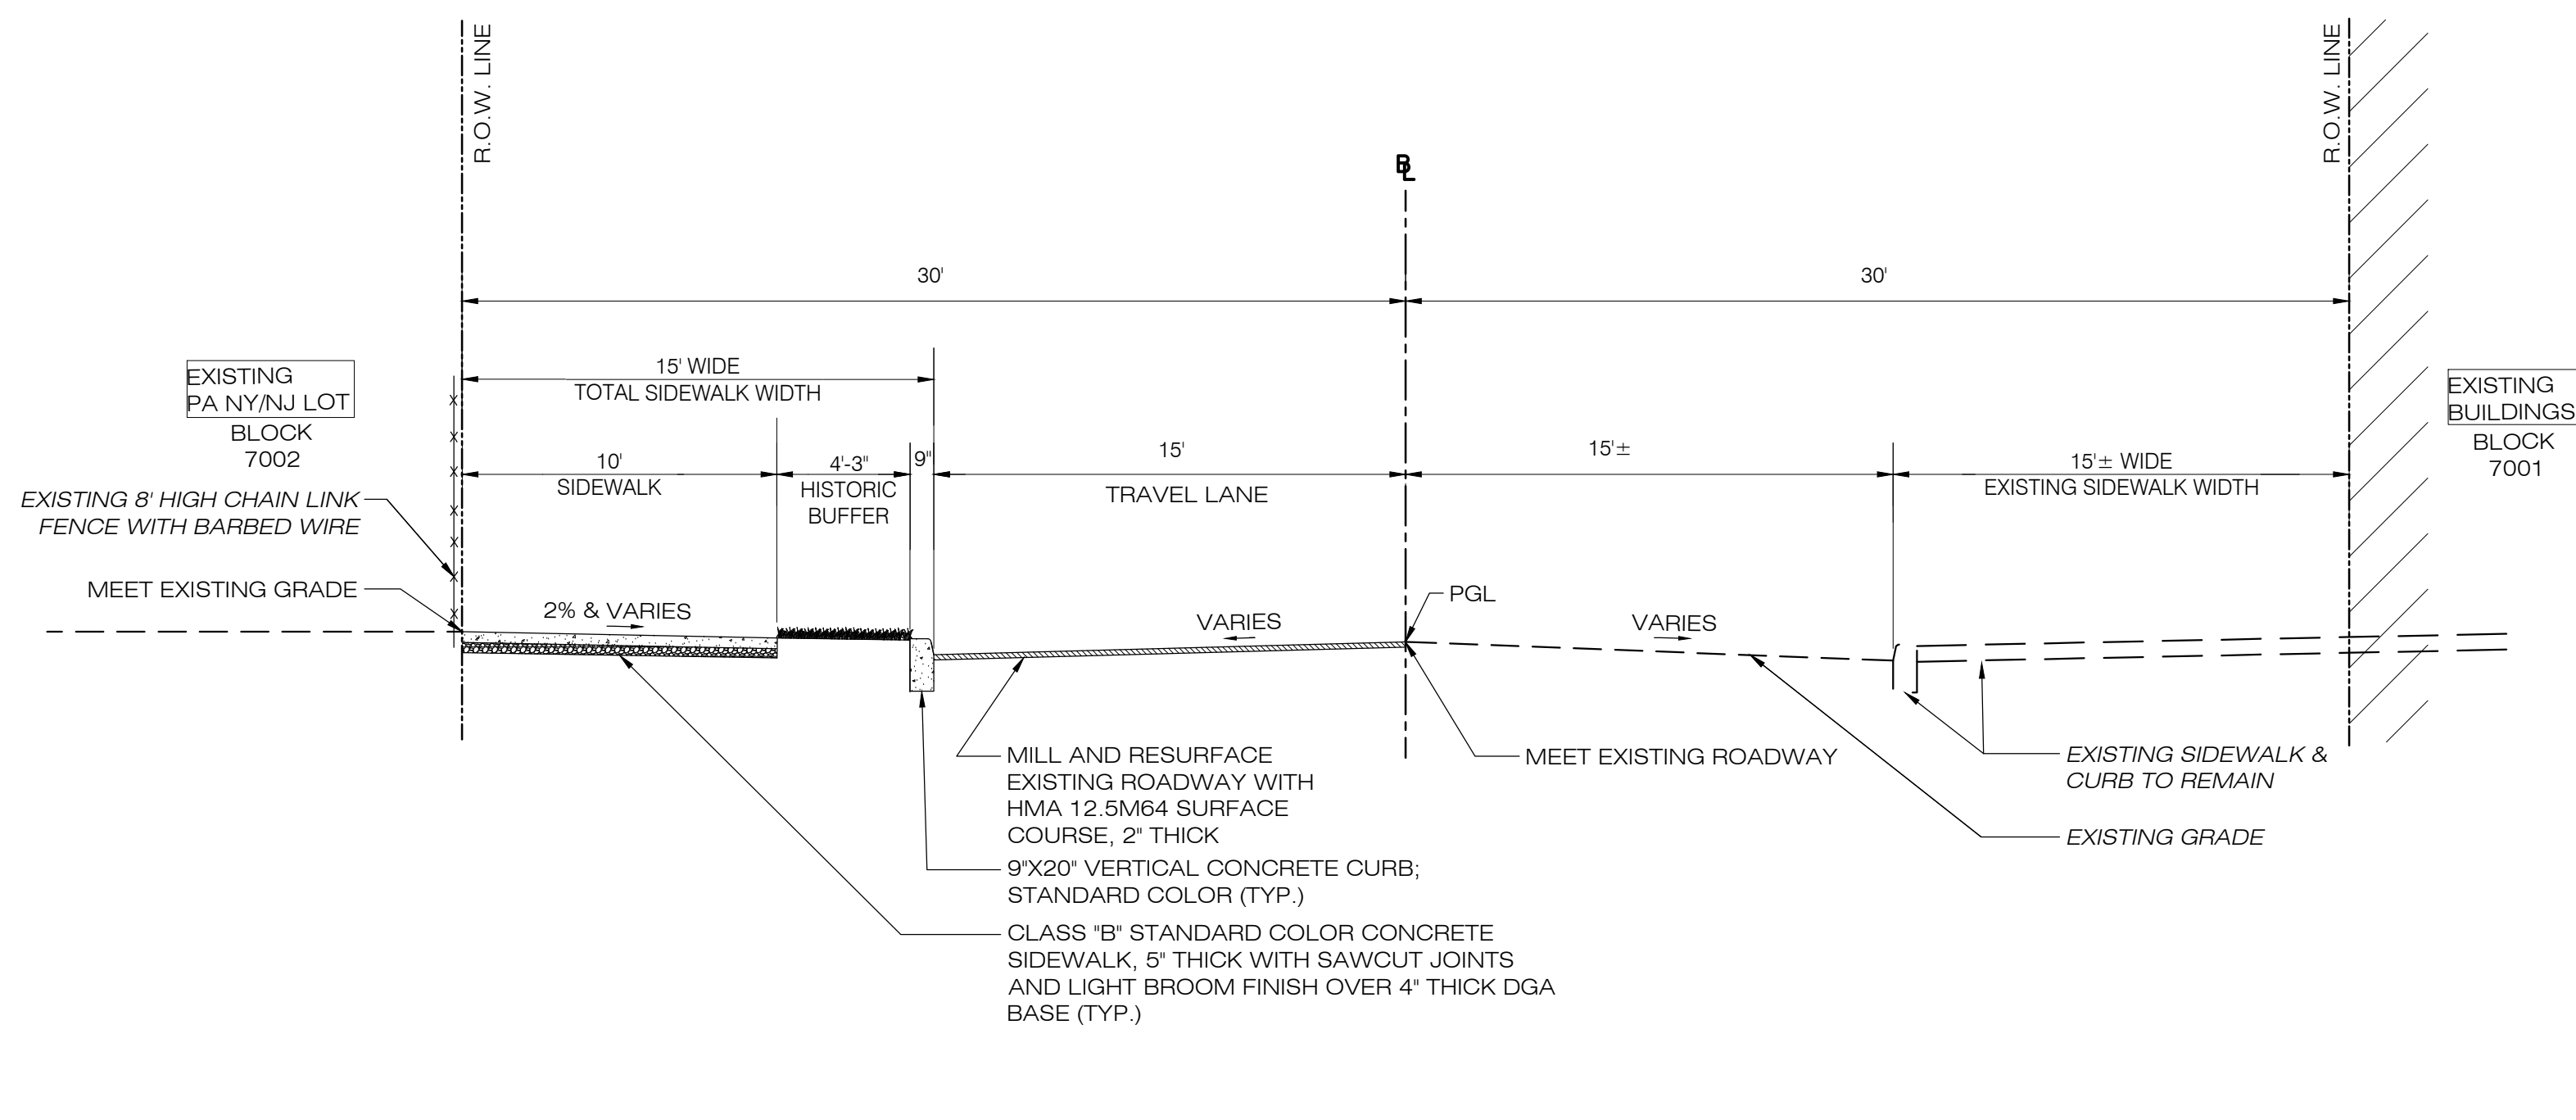 R.O.W. LINE
R.O.W. LINE
BL
30'
30'
15' WIDE
TOTAL SIDEWALK WIDTH
EXISTING
PA NY/NJ LOT
BLOCK
7002
EXISTING
BUILDINGS
BLOCK
7001
10'
SIDEWALK
4'-3"
HISTORIC
BUFFER
9"
15'
TRAVEL LANE
15'±
15'± WIDE
EXISTING SIDEWALK WIDTH
EXISTING 8' HIGH CHAIN LINK
FENCE WITH BARBED WIRE
MEET EXISTING GRADE
2% & VARIES
VARIES
PGL
VARIES
MILL AND RESURFACE
EXISTING ROADWAY WITH
HMA 12.5M64 SURFACE
COURSE, 2" THICK
MEET EXISTING ROADWAY
EXISTING SIDEWALK &
CURB TO REMAIN
EXISTING GRADE
9"X20" VERTICAL CONCRETE CURB;
STANDARD COLOR (TYP.)
CLASS "B" STANDARD COLOR CONCRETE
SIDEWALK, 5" THICK WITH SAWCUT JOINTS
AND LIGHT BROOM FINISH OVER 4" THICK DGA
BASE (TYP.)